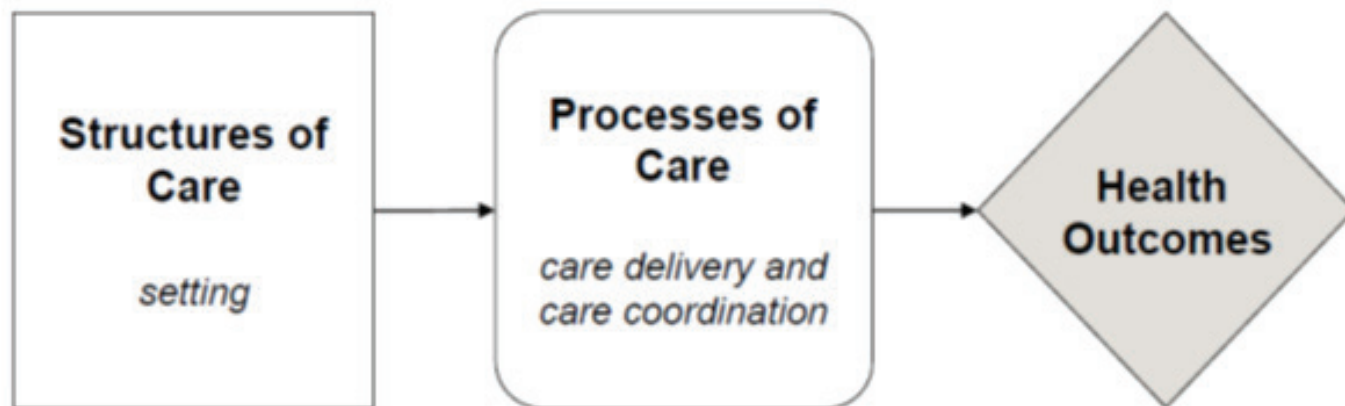 Structures of
Care
setting
Processes of
Care
care delivery and
care coordination
Health
Outcomes